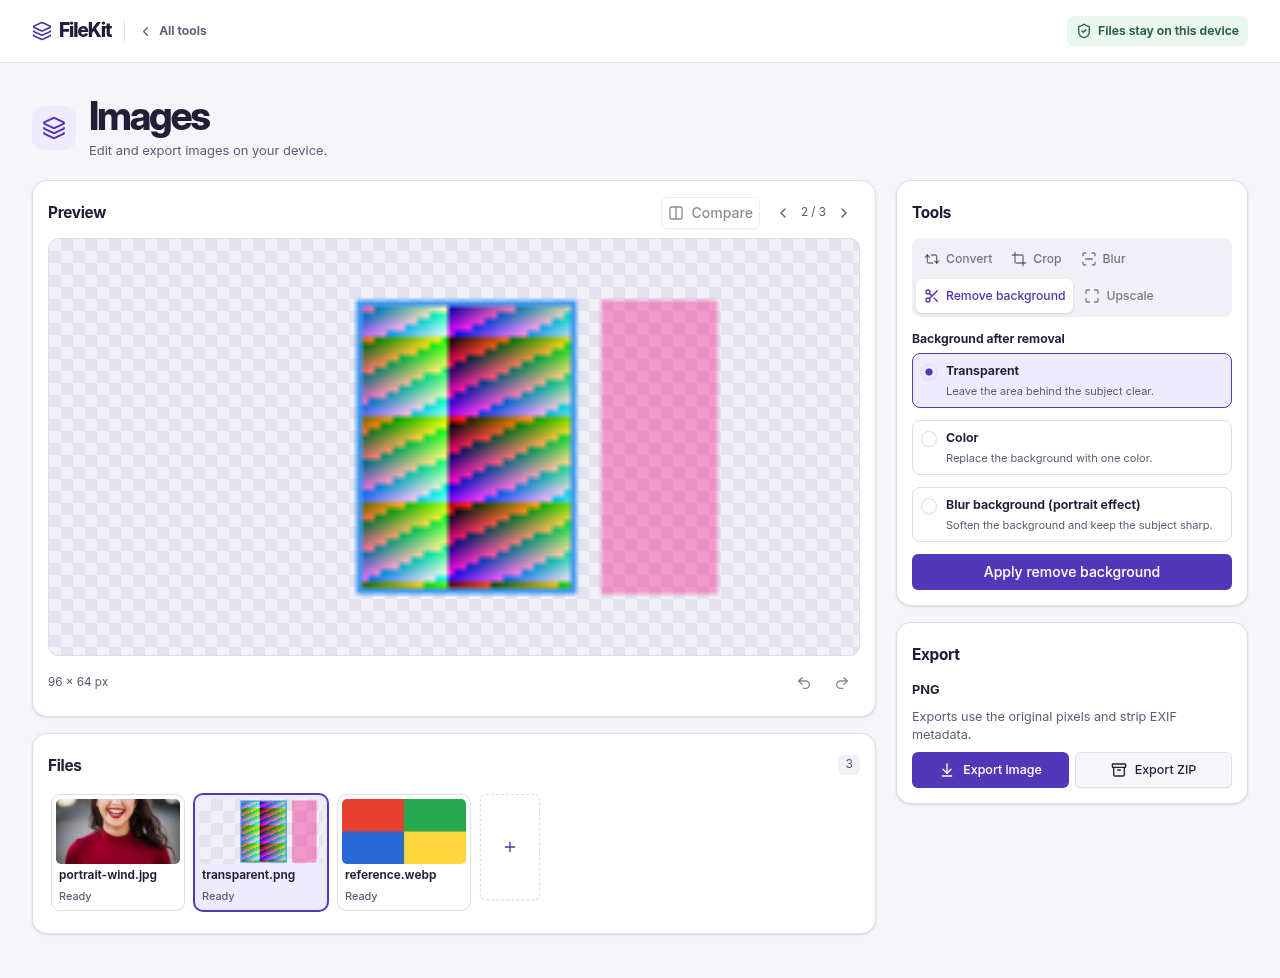 FileKit
All tools
Files stay on this device
Images
Edit and export images on your device.
Preview
Compare
2 / 3
96 × 64 px
Files
3
portrait-wind.jpg
Ready
transparent.png
Ready
reference.webp
Ready
+
Tools
Convert
Crop
Blur
Remove background
Upscale
Background after removal
Transparent
Leave the area behind the subject clear.
Color
Replace the background with one color.
Blur background (portrait effect)
Soften the background and keep the subject sharp.
Apply remove background
Export
PNG
Exports use the original pixels and strip EXIF
metadata.
Export image
Export ZIP